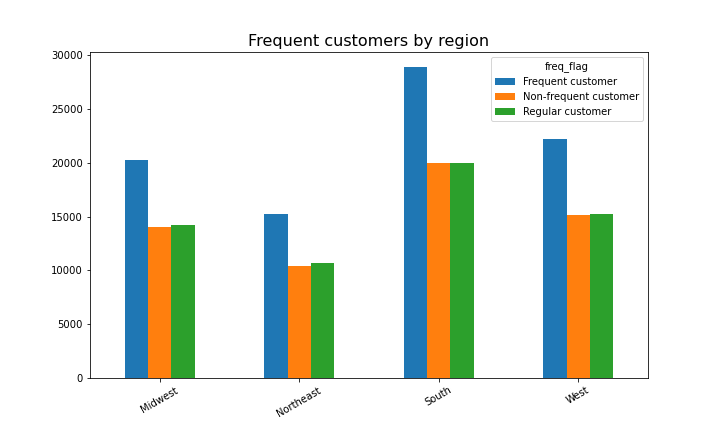 Frequent customers by region
freq_flag
Frequent customer
Non-frequent customer
Regular customer
30000
25000
20000
15000
10000
5000
0
Midwest
Northeast
South
West